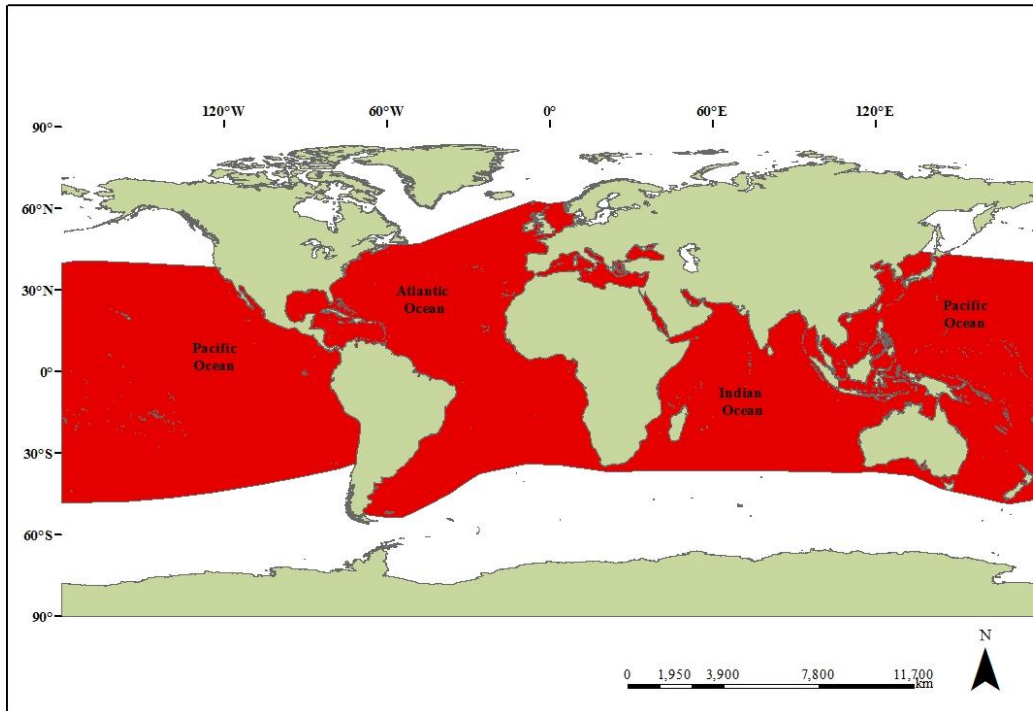 120°W 60°W 0° 60°E 120°E
90°
60°N
30°N
0°
30°S
60°S
90°
Atlantic
Ocean
Pacific
Ocean
Pacific
Ocean
Indian
Ocean
N
0 1,950 3,900 7,800 11,700
km